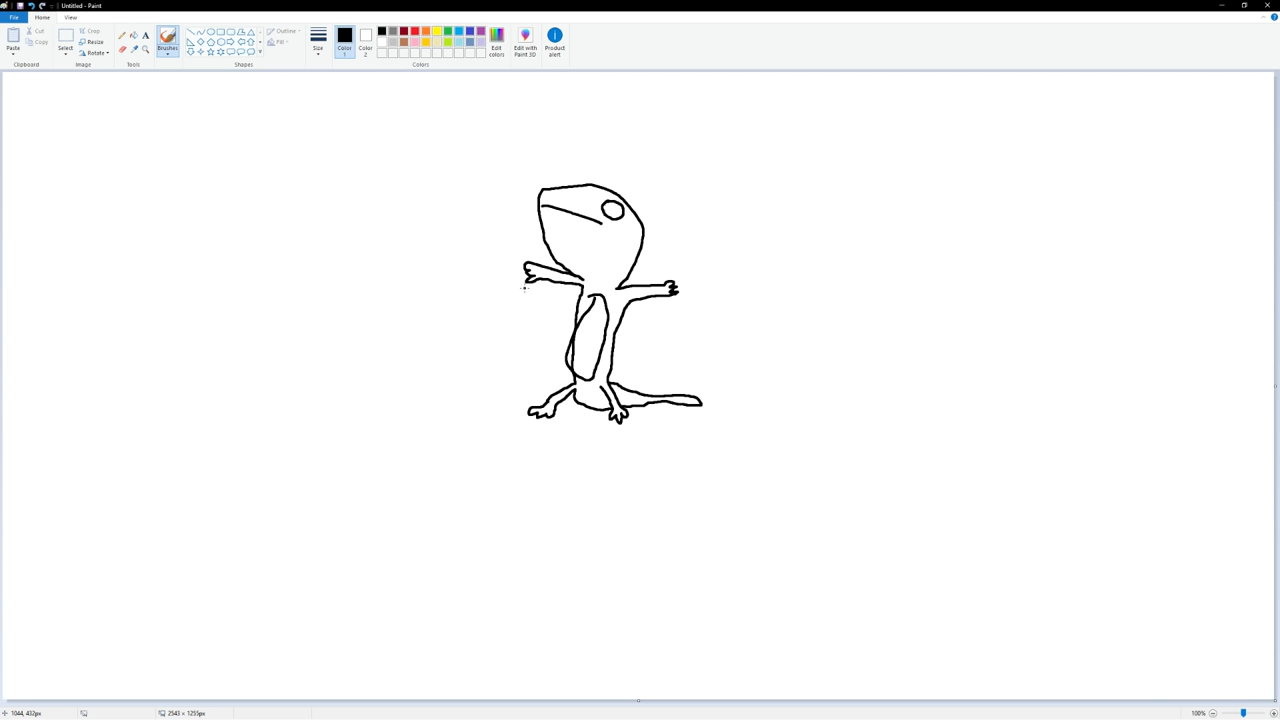 Untitled - Paint
File Home View
Paste Cut Copy Select Crop Resize Rotate Brushes Outline Fill Size Color 1 Color 2 Edit colors Edit with Paint 3D Product alert
Clipboard Image Tools Shapes Colors
1044, 432px 2543 × 1255px 100%